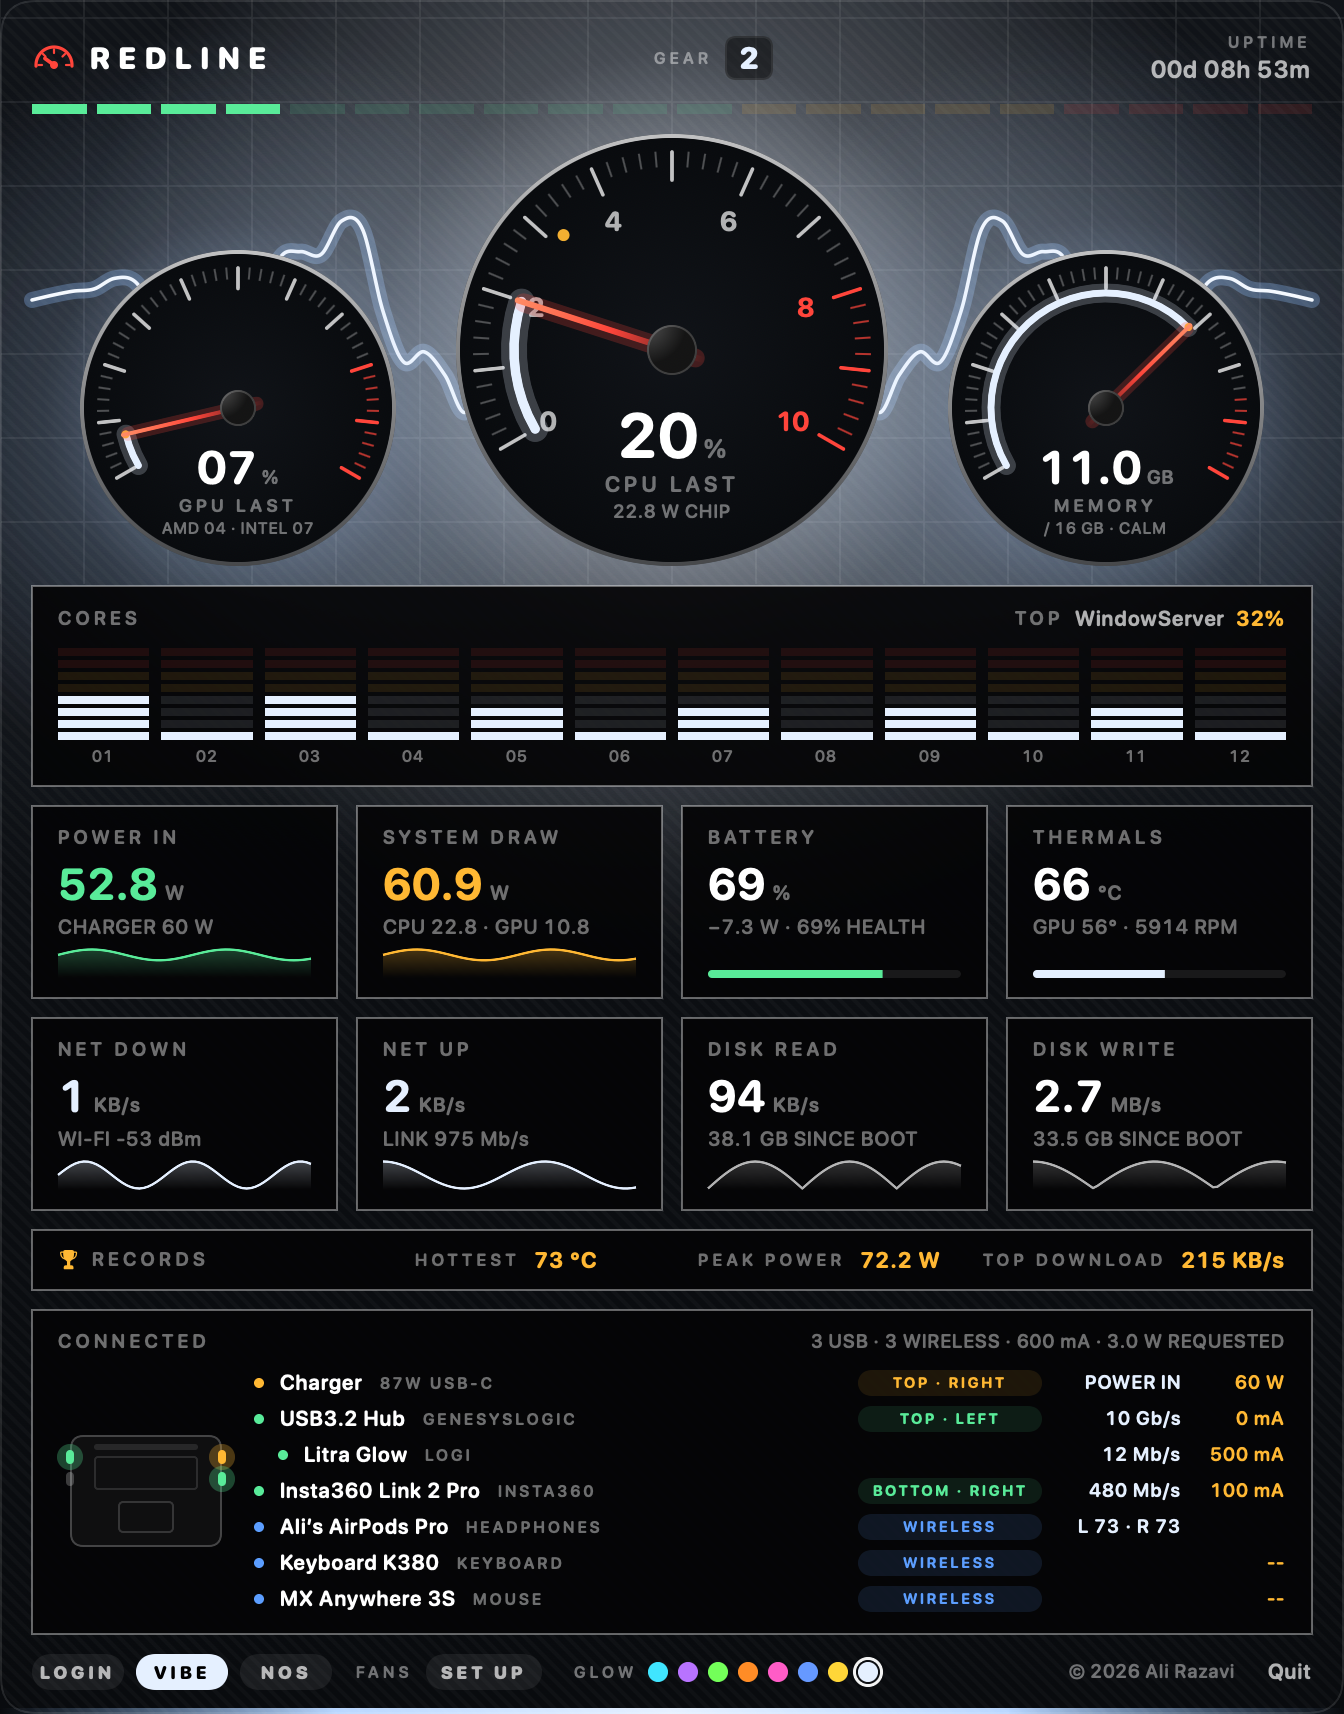 REDLINE
GEAR 2
UPTIME
00d 08h 53m
4 6
2 8
0 10
07 %
GPU LAST
AMD 04 · INTEL 07
20 %
CPU LAST
22.8 W CHIP
11.0 GB
MEMORY
/ 16 GB · CALM
CORES TOP WindowServer 32%
01 02 03 04 05 06 07 08 09 10 11 12
POWER IN
52.8 W
CHARGER 60 W
SYSTEM DRAW
60.9 W
CPU 22.8 · GPU 10.8
BATTERY
69 %
−7.3 W · 69% HEALTH
THERMALS
66 °C
GPU 56° · 5914 RPM
NET DOWN
1 KB/s
WI-FI -53 dBm
NET UP
2 KB/s
LINK 975 Mb/s
DISK READ
94 KB/s
38.1 GB SINCE BOOT
DISK WRITE
2.7 MB/s
33.5 GB SINCE BOOT
RECORDS HOTTEST 73 °C PEAK POWER 72.2 W TOP DOWNLOAD 215 KB/s
CONNECTED 3 USB · 3 WIRELESS · 600 mA · 3.0 W REQUESTED
Charger 87W USB-C TOP · RIGHT POWER IN 60 W
USB3.2 Hub GENESYSLOGIC TOP · LEFT 10 Gb/s 0 mA
Litra Glow LOGI 12 Mb/s 500 mA
Insta360 Link 2 Pro INSTA360 BOTTOM · RIGHT 480 Mb/s 100 mA
Ali's AirPods Pro HEADPHONES WIRELESS L 73 · R 73
Keyboard K380 KEYBOARD WIRELESS --
MX Anywhere 3S MOUSE WIRELESS --
LOGIN VIBE NOS FANS SET UP GLOW © 2026 Ali Razavi Quit